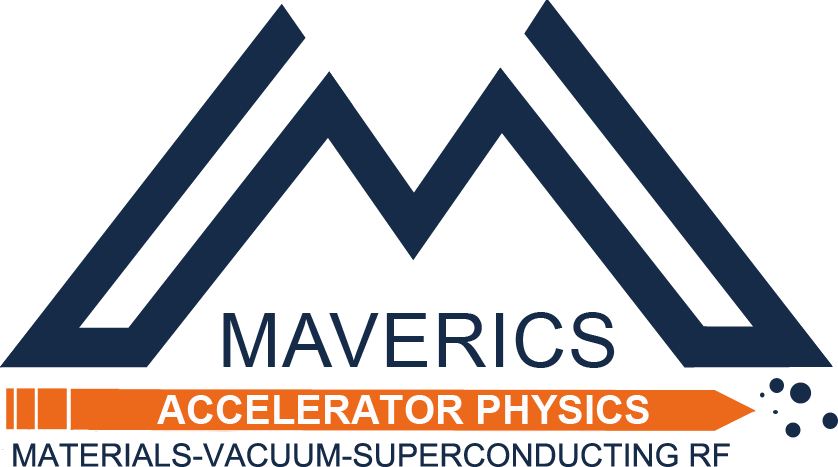 MAVERICS
ACCELERATOR PHYSICS
MATERIALS-VACUUM-SUPERCONDUCTING RF